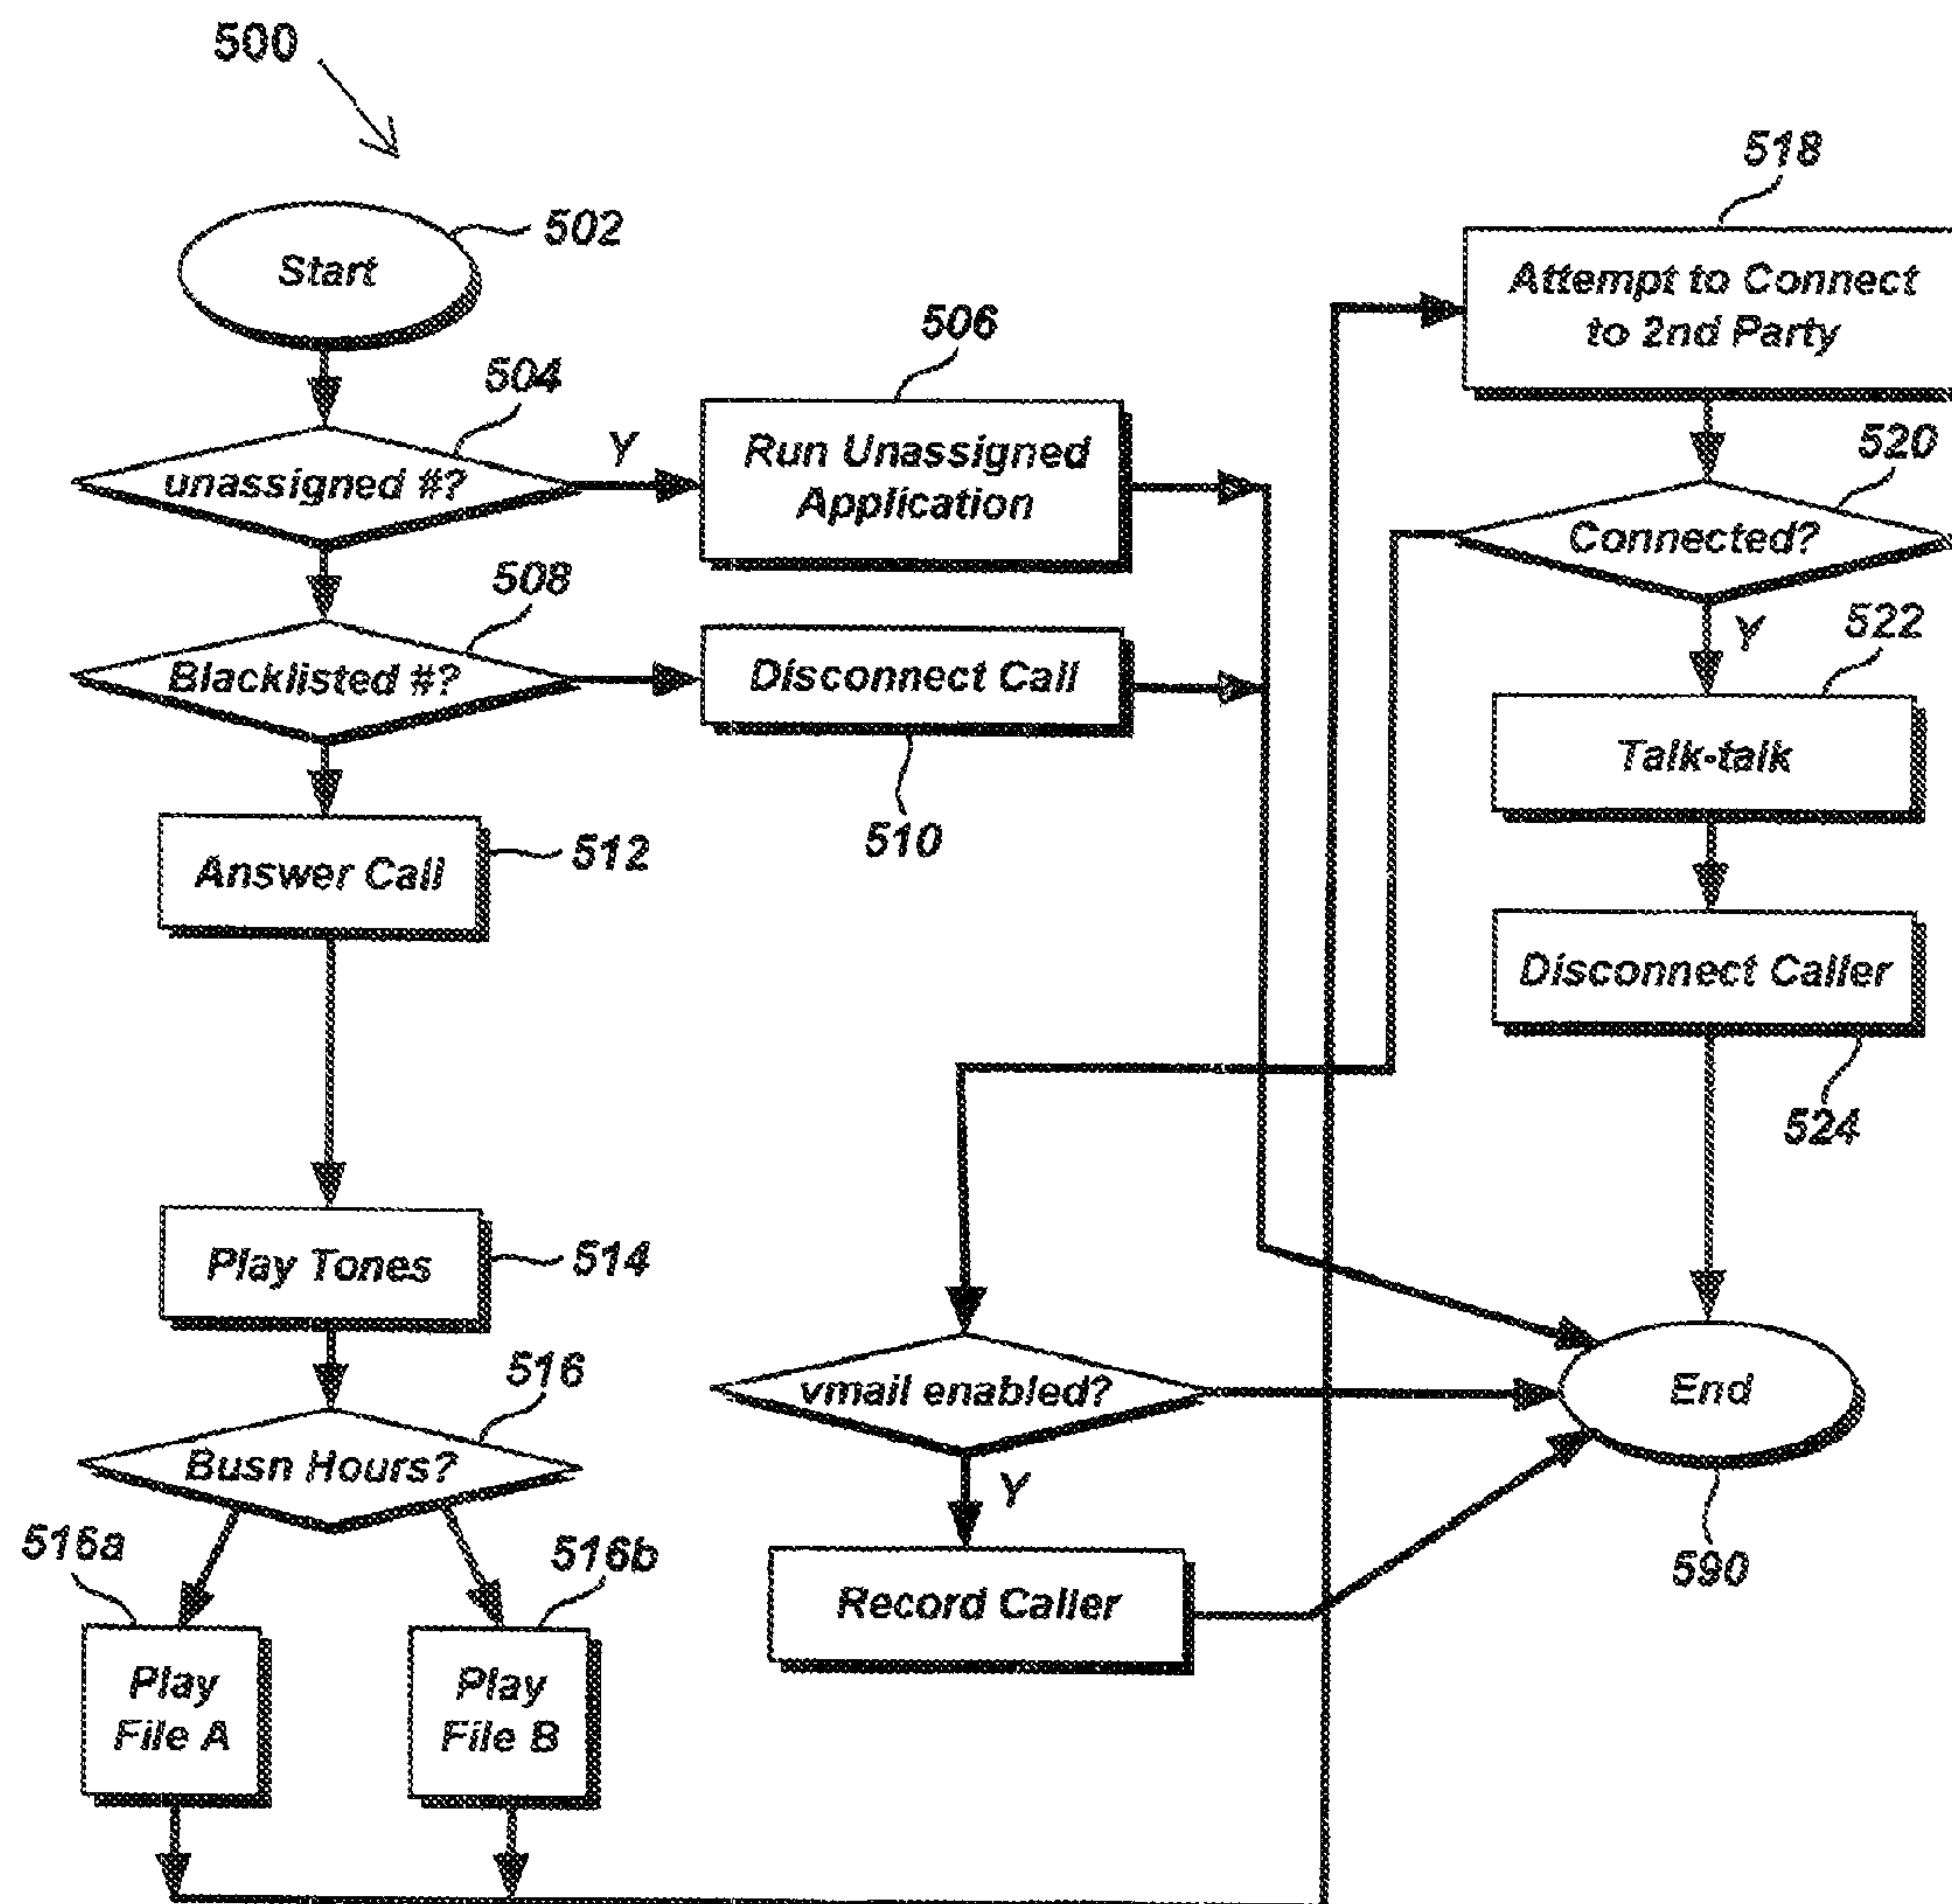 500
502
Start
504
unassigned #?
Y
506
Run Unassigned
Application
508
Blacklisted #?
Disconnect Call
510
Answer Call
512
Play Tones
514
516
Busn Hours?
516a
516b
Play
File A
Play
File B
518
Attempt to Connect
to 2nd Party
520
Connected?
Y
522
Talk-talk
Disconnect Caller
524
vmail enabled?
Y
Record Caller
End
590